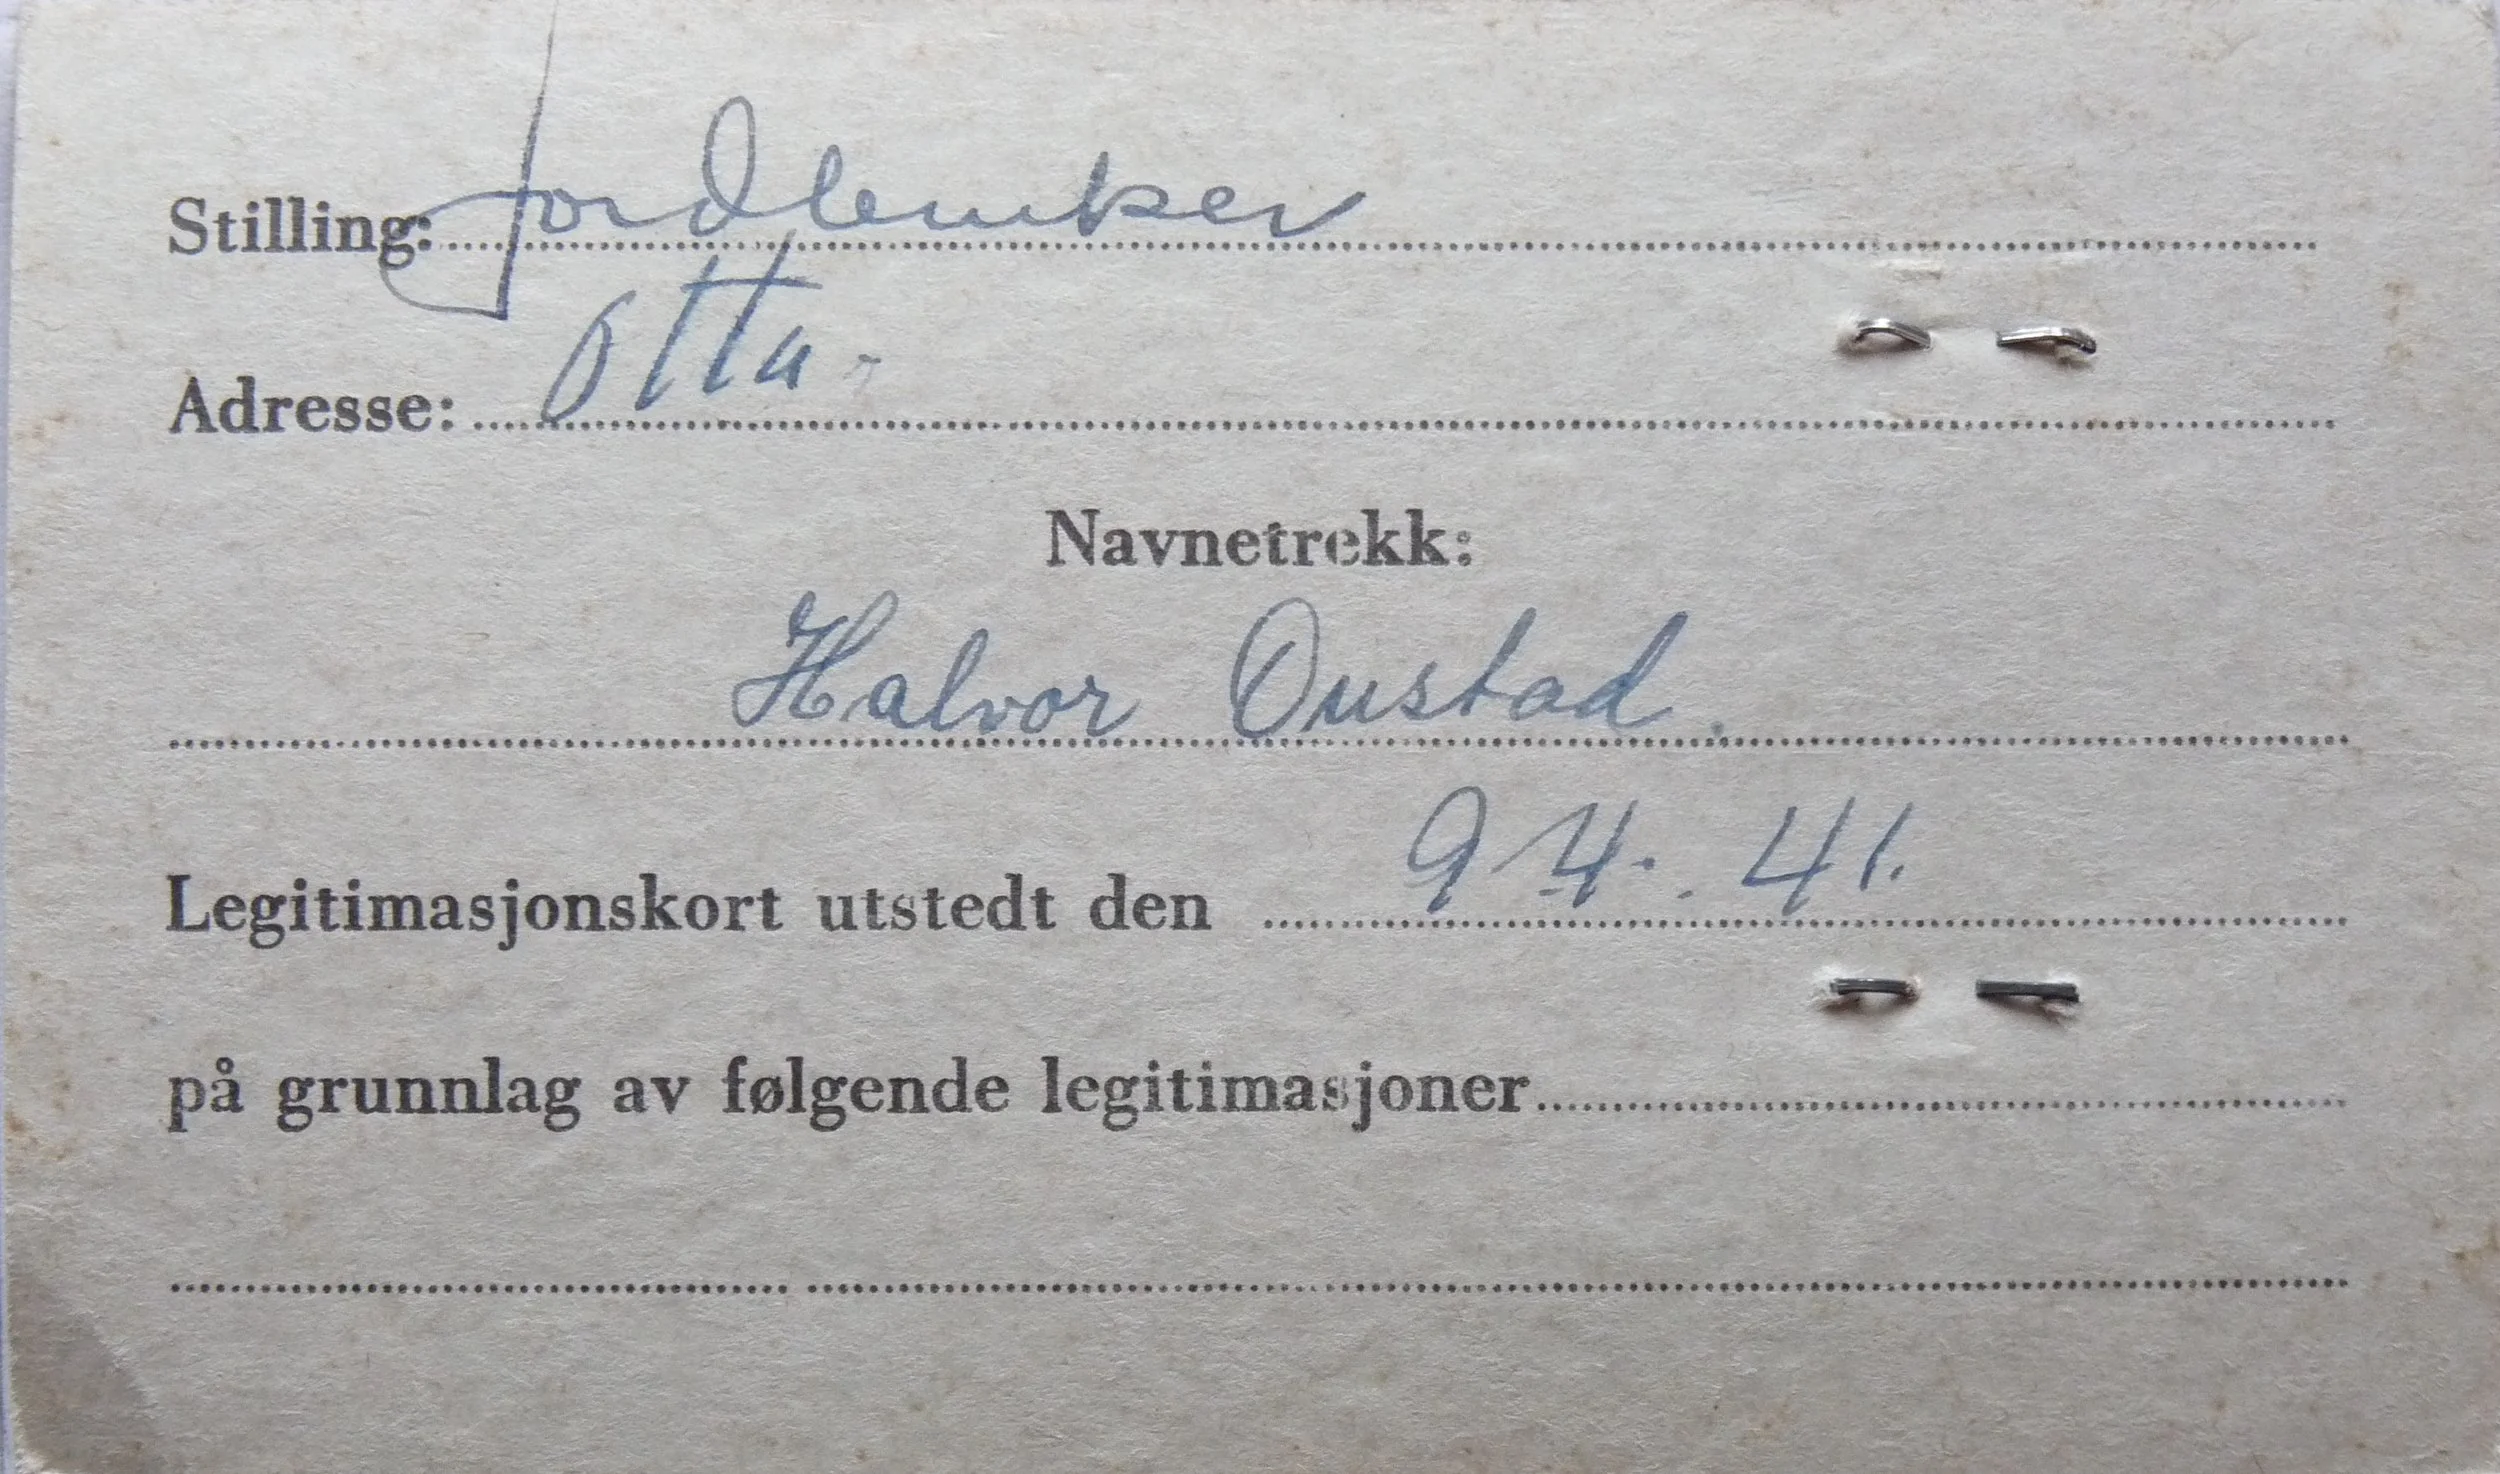 Stilling: Jordbruker
Adresse: Otta.
Navnetrekk:
Halvor Oustad.
Legitimasjonskort utstedt den 9 4. 41.
på grunnlag av følgende legitimasjoner